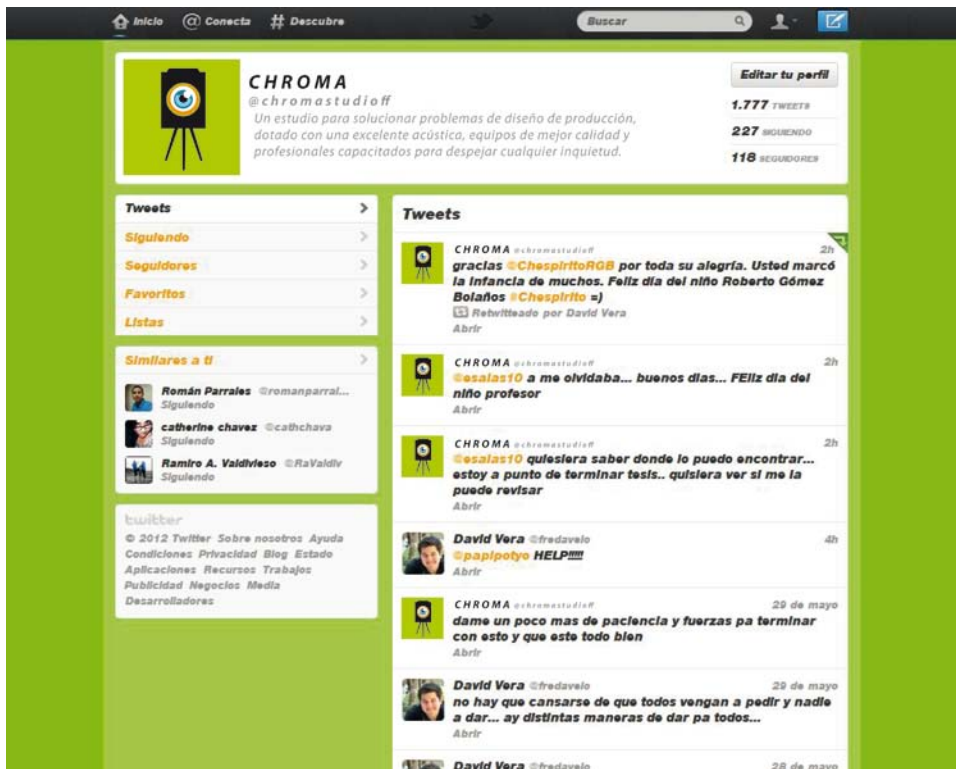 Inicio Conecta Descubre Buscar
CHROMA
@chromastudioff
Un estudio para solucionar problemas de diseño de producción,
dotado con una excelente acústica, equipos de mejor calidad y
profesionales capacitados para despejar cualquier inquietud.
Editar tu perfil
1.777 TWEETS
227 SIGUIENDO
118 SEGUIDORES
Tweets
Siguiendo
Seguidores
Favoritos
Listas
Similares a ti
Román Parrales @romanparral...
Siguiendo
catherine chavez @cathchava
Siguiendo
Ramiro A. Valdivieso @RaValdiv
Siguiendo
twitter
© 2012 Twitter Sobre nosotros Ayuda
Condiciones Privacidad Blog Estado
Aplicaciones Recursos Trabajos
Publicidad Negocios Media
Desarrolladores
Tweets
CHROMA @chromastudioff 2h
gracias @ChespiritoRGB por toda su alegría. Usted marcó
la infancia de muchos. Feliz día del niño Roberto Gómez
Bolaños #Chespirito =)
Retwitteado por David Vera
Abrir
CHROMA @chromastudioff 2h
@esalas10 a me olvidaba... buenos dias... FEliz dia del
niño profesor
Abrir
CHROMA @chromastudioff 2h
@esalas10 quiesiera saber donde lo puedo encontrar...
estoy a punto de terminar tesis.. quisiera ver si me la
puede revisar
Abrir
David Vera @fredavelo 4h
@papipotyo HELP!!!!!
Abrir
CHROMA @chromastudioff 29 de mayo
dame un poco mas de paciencia y fuerzas pa terminar
con esto y que este todo bien
Abrir
David Vera @fredavelo 29 de mayo
no hay que cansarse de que todos vengan a pedir y nadie
a dar... ay distintas maneras de dar pa todos...
Abrir
David Vera @fredavelo 28 de mayo